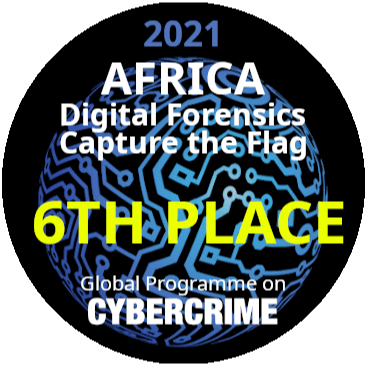 2021
AFRICA
Digital Forensics
Capture the Flag
6TH PLACE
Global Programme on
CYBERCRIME